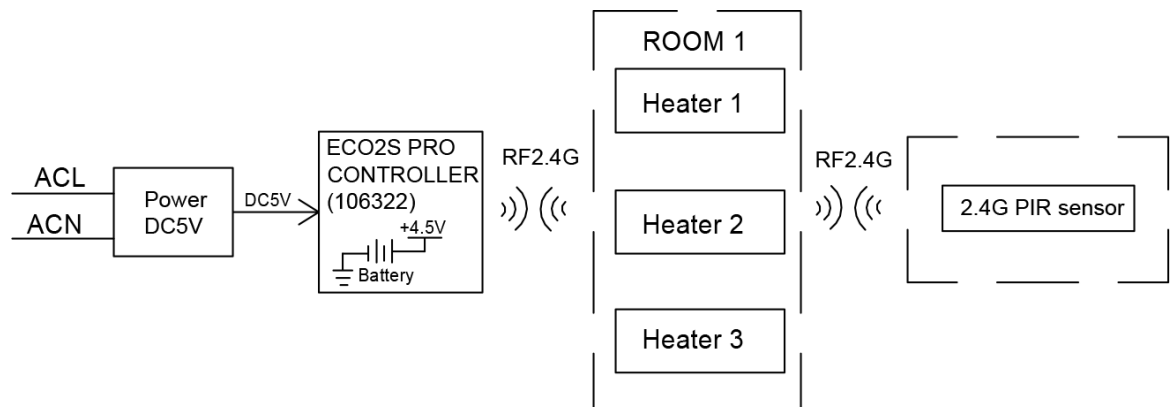 ACL
ACN
Power
DC5V
DC5V
ECO2S PRO
CONTROLLER
(106322)
+4.5V
Battery
RF2.4G
ROOM 1
Heater 1
Heater 2
Heater 3
RF2.4G
2.4G PIR sensor